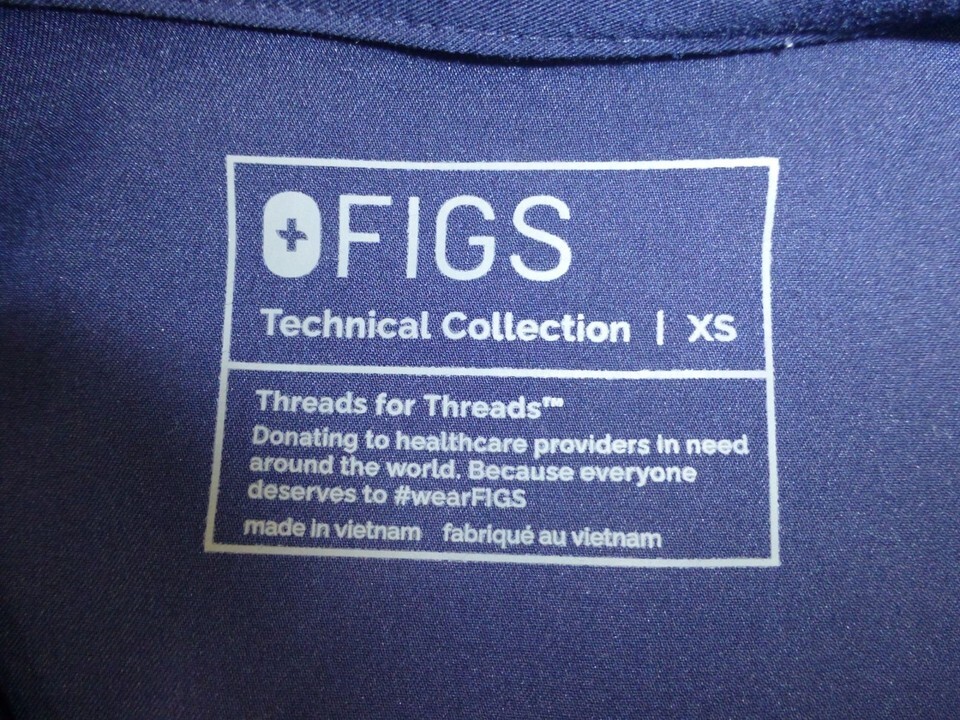 FIGS
Technical Collection | XS
Threads for Threads™
Donating to healthcare providers in need
around the world. Because everyone
deserves to #wearFIGS
made in vietnam fabriqué au vietnam